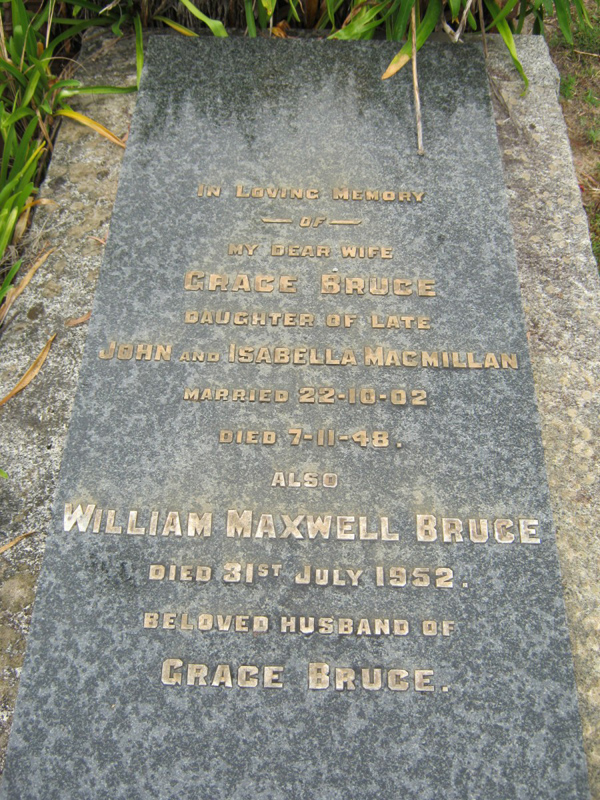 In Loving Memory
OF
MY DEAR WIFE
GRACE BRUCE
DAUGHTER OF LATE
JOHN AND ISABELLA MACMILLAN
MARRIED 22-10-02
DIED 7-11-48.
ALSO
WILLIAM MAXWELL BRUCE
DIED 31ST JULY 1952.
BELOVED HUSBAND OF
GRACE BRUCE.